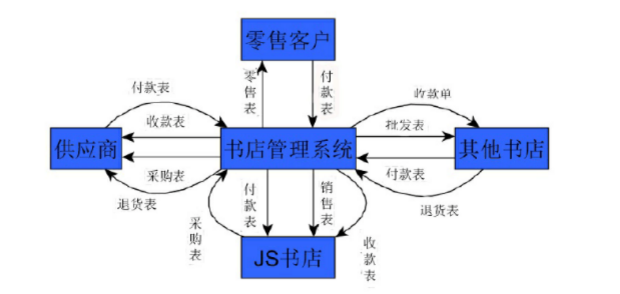 零售客户
零售表
付款表
付款表
收款单
收款表
批发表
供应商
书店管理系统
其他书店
采购表
付款表
退货表
付款表
销售表
退货表
采购表
收款表
JS书店